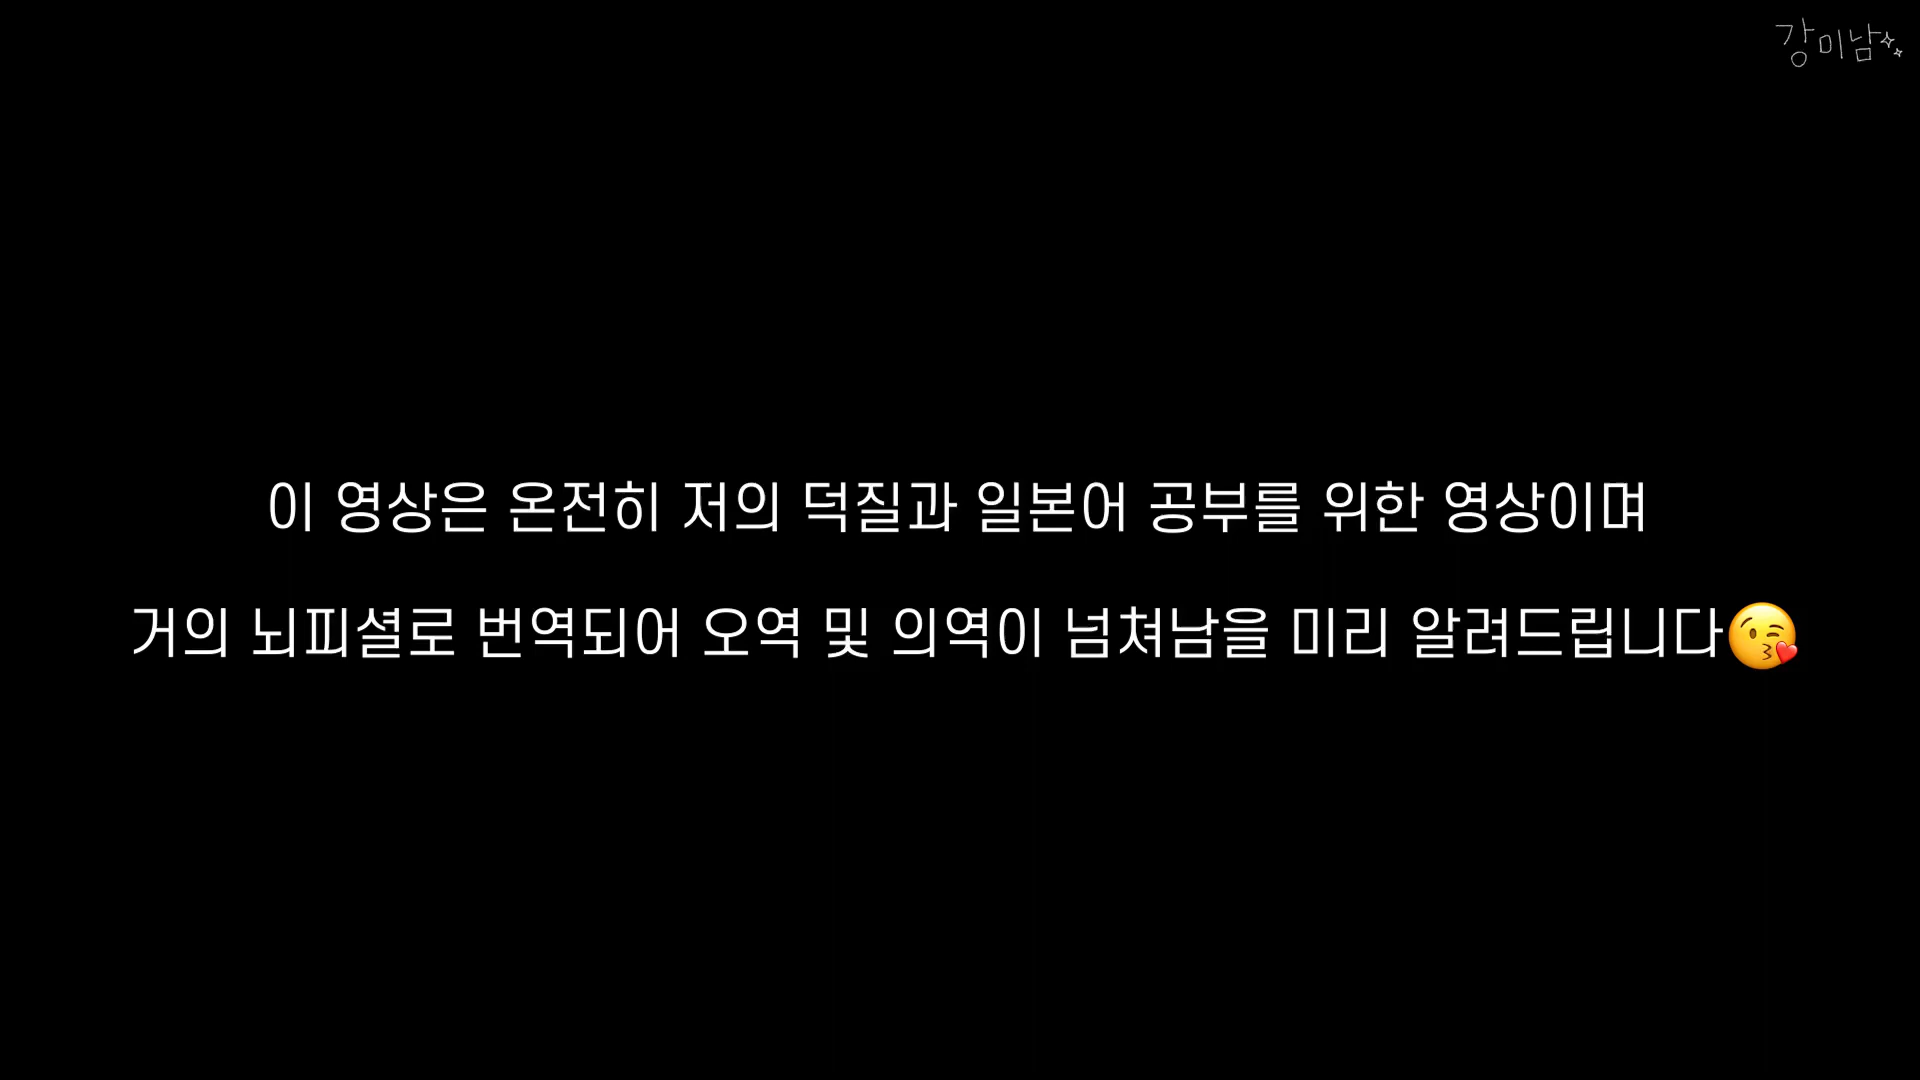 강미남
이 영상은 온전히 저의 덕질과 일본어 공부를 위한 영상이며
거의 뇌피셜로 번역되어 오역 및 의역이 넘쳐남을 미리 알려드립니다😘